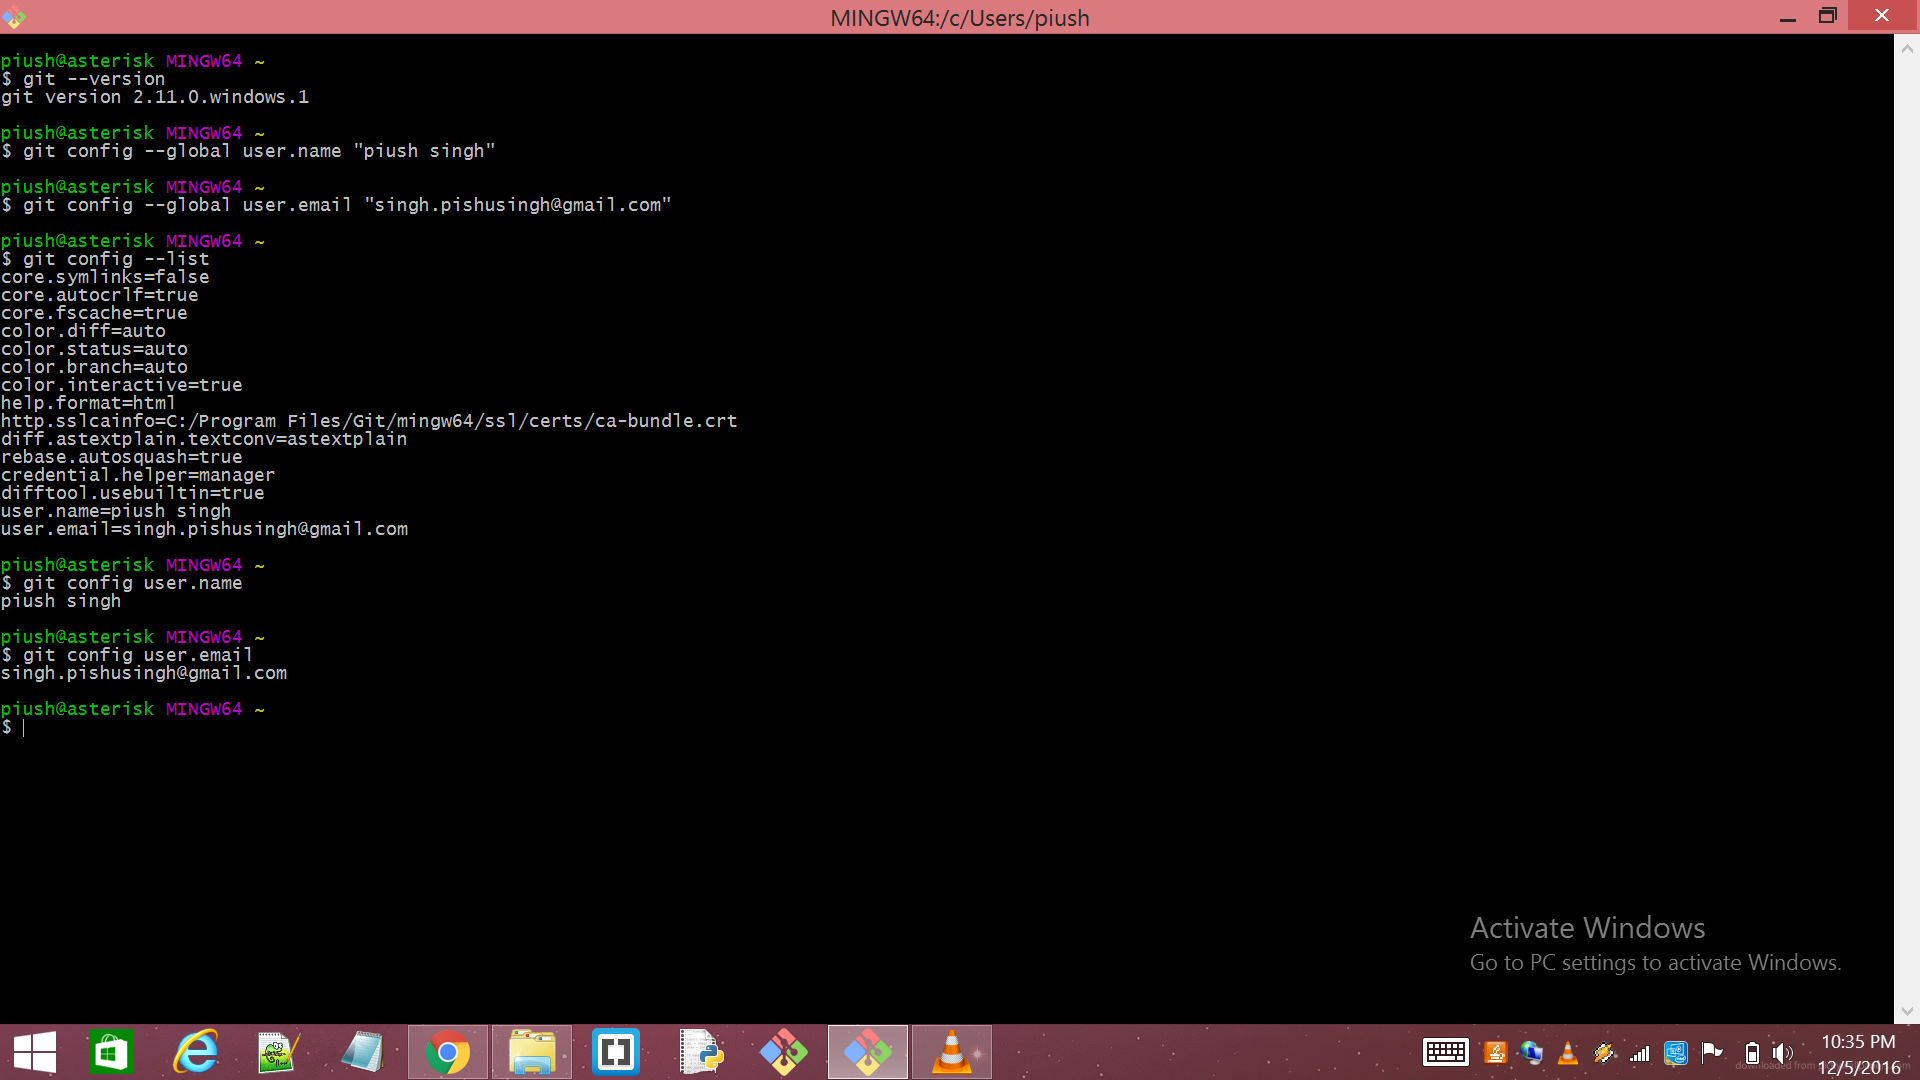 MINGW64:/c/Users/piush
piush@asterisk MINGW64 ~
$ git --version
git version 2.11.0.windows.1
piush@asterisk MINGW64 ~
$ git config --global user.name "piush singh"
piush@asterisk MINGW64 ~
$ git config --global user.email "singh.pishusingh@gmail.com"
piush@asterisk MINGW64 ~
$ git config --list
core.symlinks=false
core.autocrlf=true
core.fscache=true
color.diff=auto
color.status=auto
color.branch=auto
color.interactive=true
help.format=html
http.sslcainfo=C:/Program Files/Git/mingw64/ssl/certs/ca-bundle.crt
diff.astextplain.textconv=astextplain
rebase.autosquash=true
credential.helper=manager
difftool.usebuiltin=true
user.name=piush singh
user.email=singh.pishusingh@gmail.com
piush@asterisk MINGW64 ~
$ git config user.name
piush singh
piush@asterisk MINGW64 ~
$ git config user.email
singh.pishusingh@gmail.com
piush@asterisk MINGW64 ~
$
Activate Windows
Go to PC settings to activate Windows.
10:35 PM
12/5/2016
downloaded from